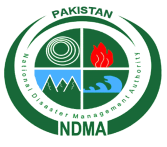 PAKISTAN
National Disaster Management Authority
NDMA